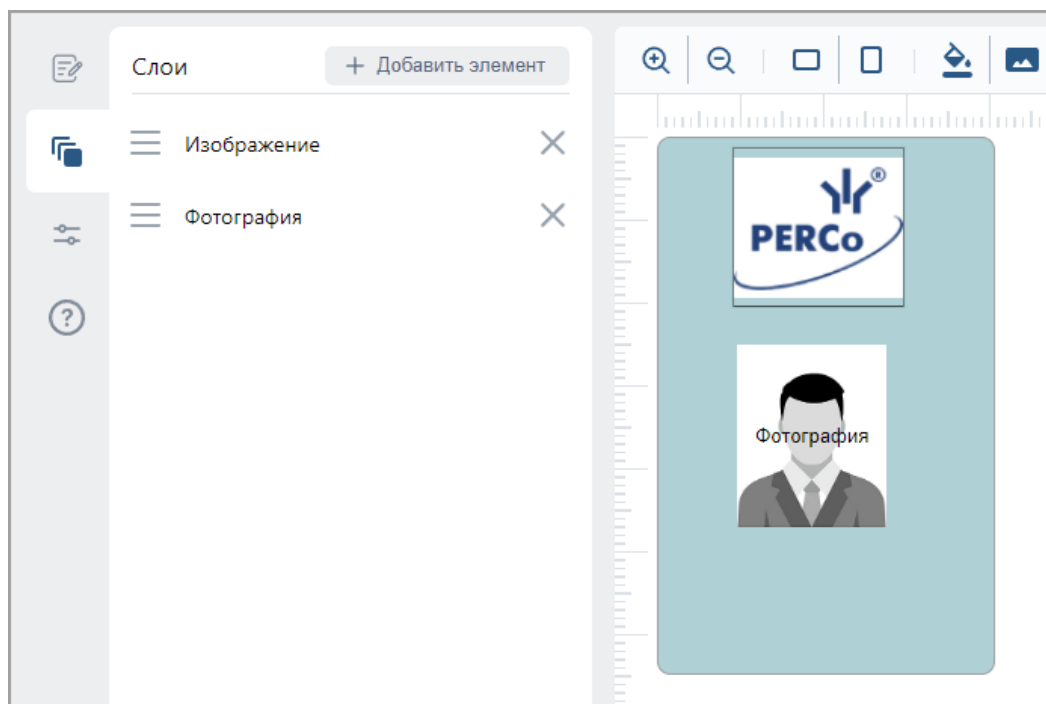 Слои
+ Добавить элемент
Изображение
Фотография
?
PERCo®
Фотография